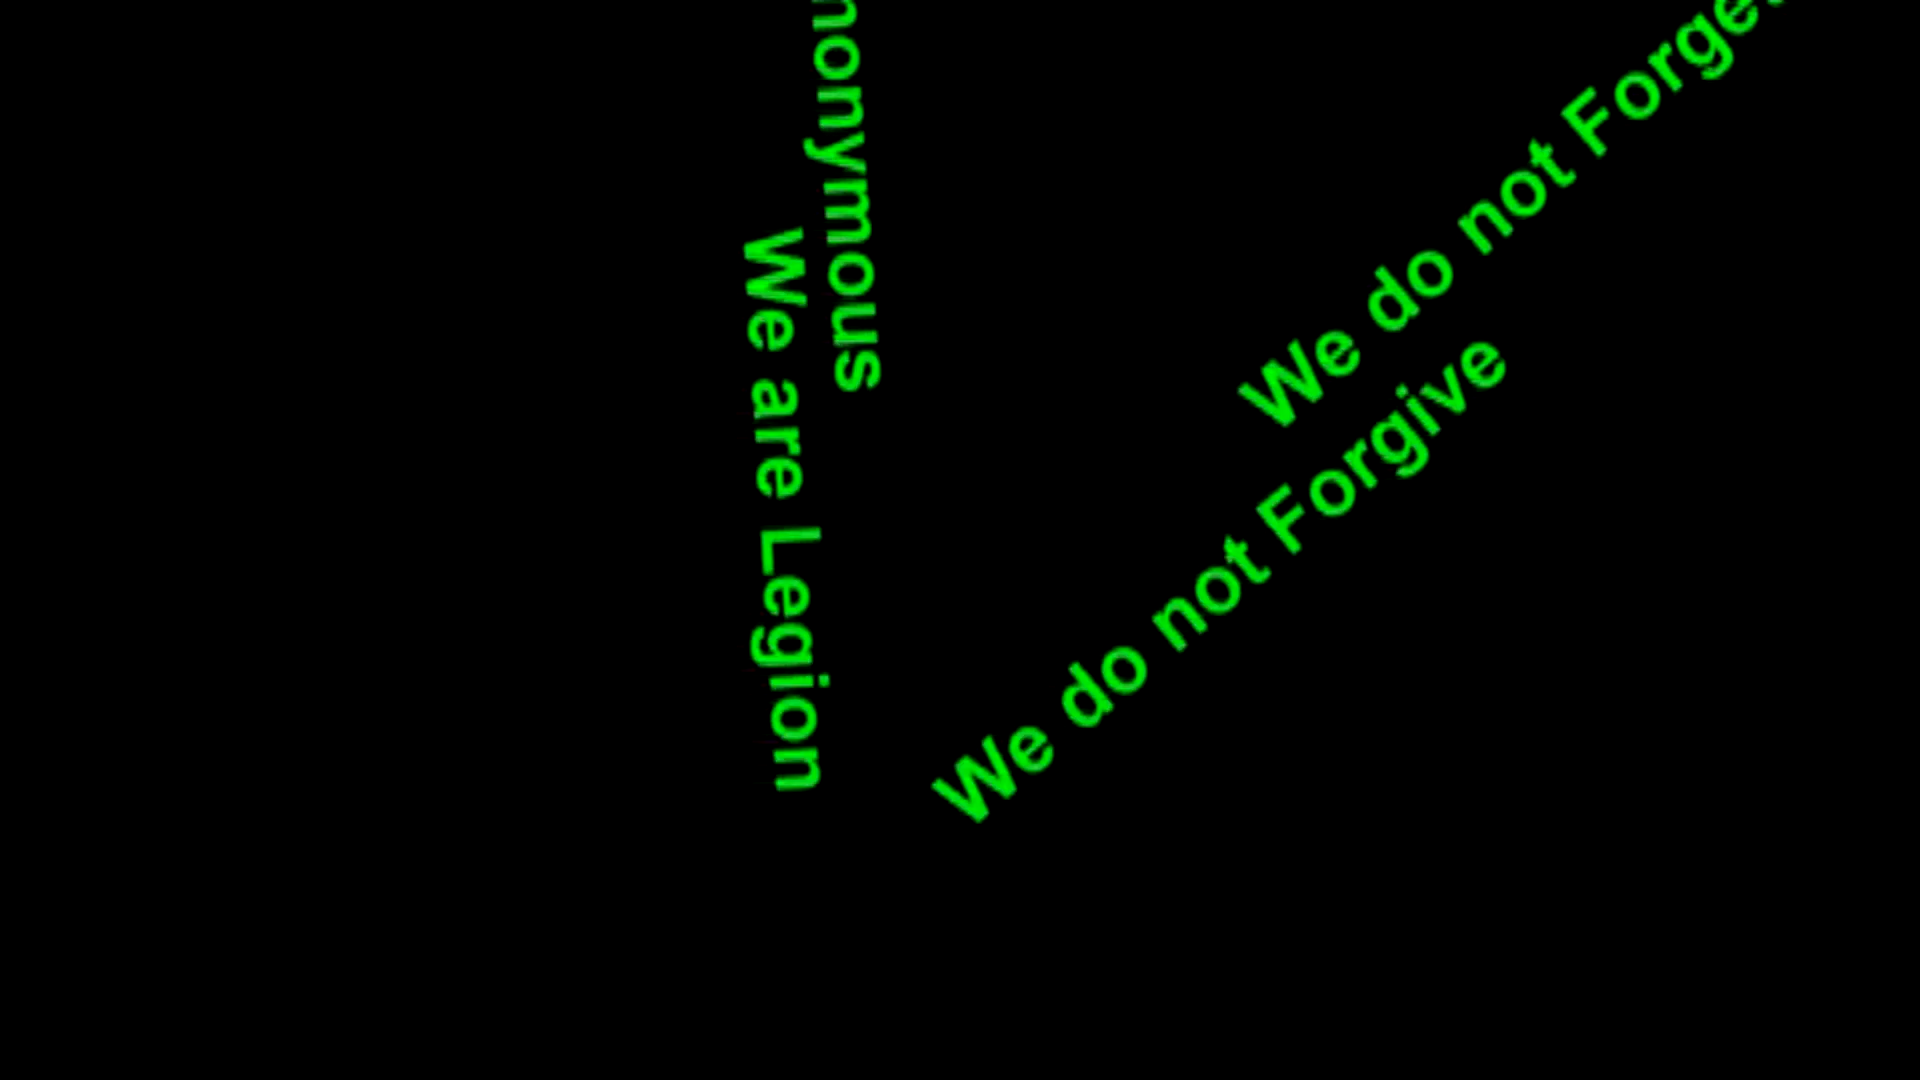 nonymous
We are Legion
We do not Forgive
We do not Forge